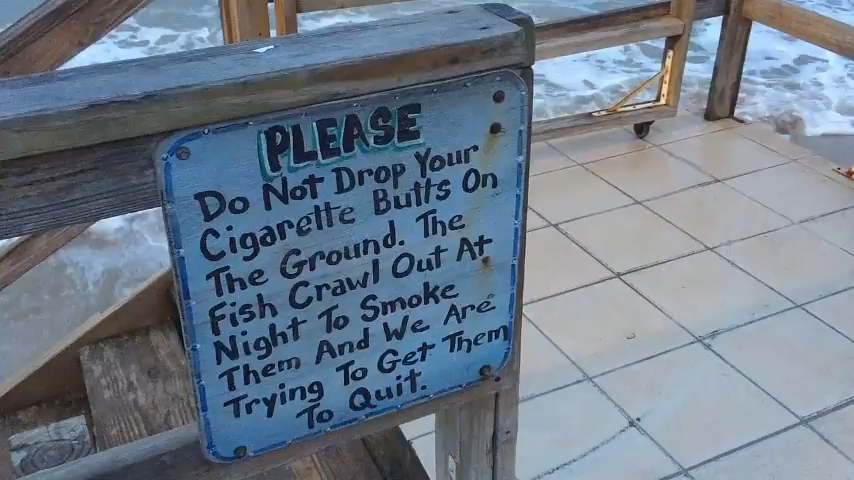 PLEASE
Do Not Drop Your
Cigarette Butts On
The Ground. The
Fish Crawl Out At
Night To Smoke
Them And We Are
Trying To Get Them
To Quit.